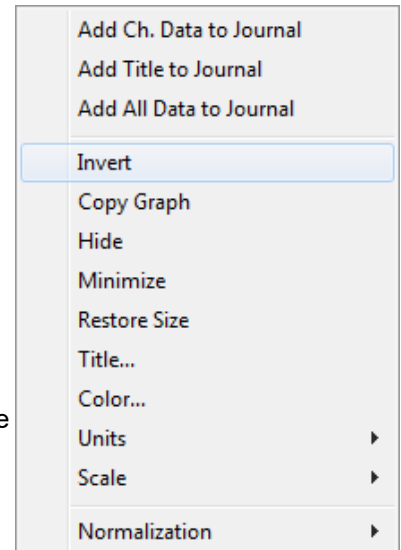 Add Ch. Data to Journal
Add Title to Journal
Add All Data to Journal
Invert
Copy Graph
Hide
Minimize
Restore Size
Title...
Color...
e
Units
Scale
Normalization